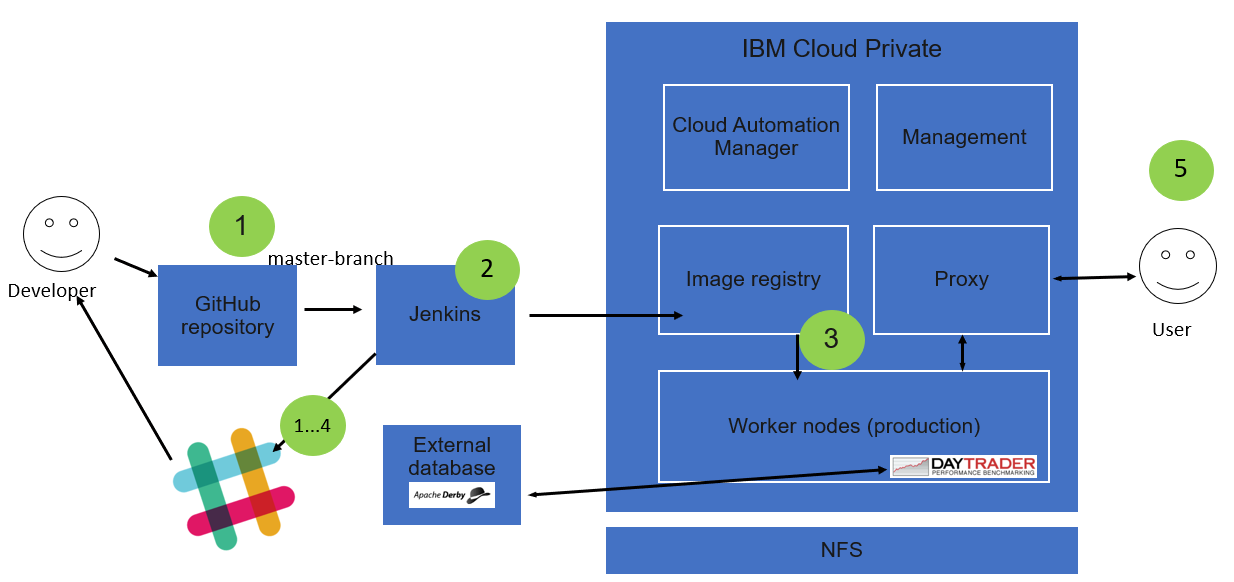 IBM Cloud Private
Cloud Automation
Manager
Management
5
1
master-branch
2
Developer
GitHub
repository
Jenkins
Image registry
Proxy
User
3
1...4
External
database
Apache Derby
Worker nodes (production)
DAYTRADER
PERFORMANCE BENCHMARKING
NFS